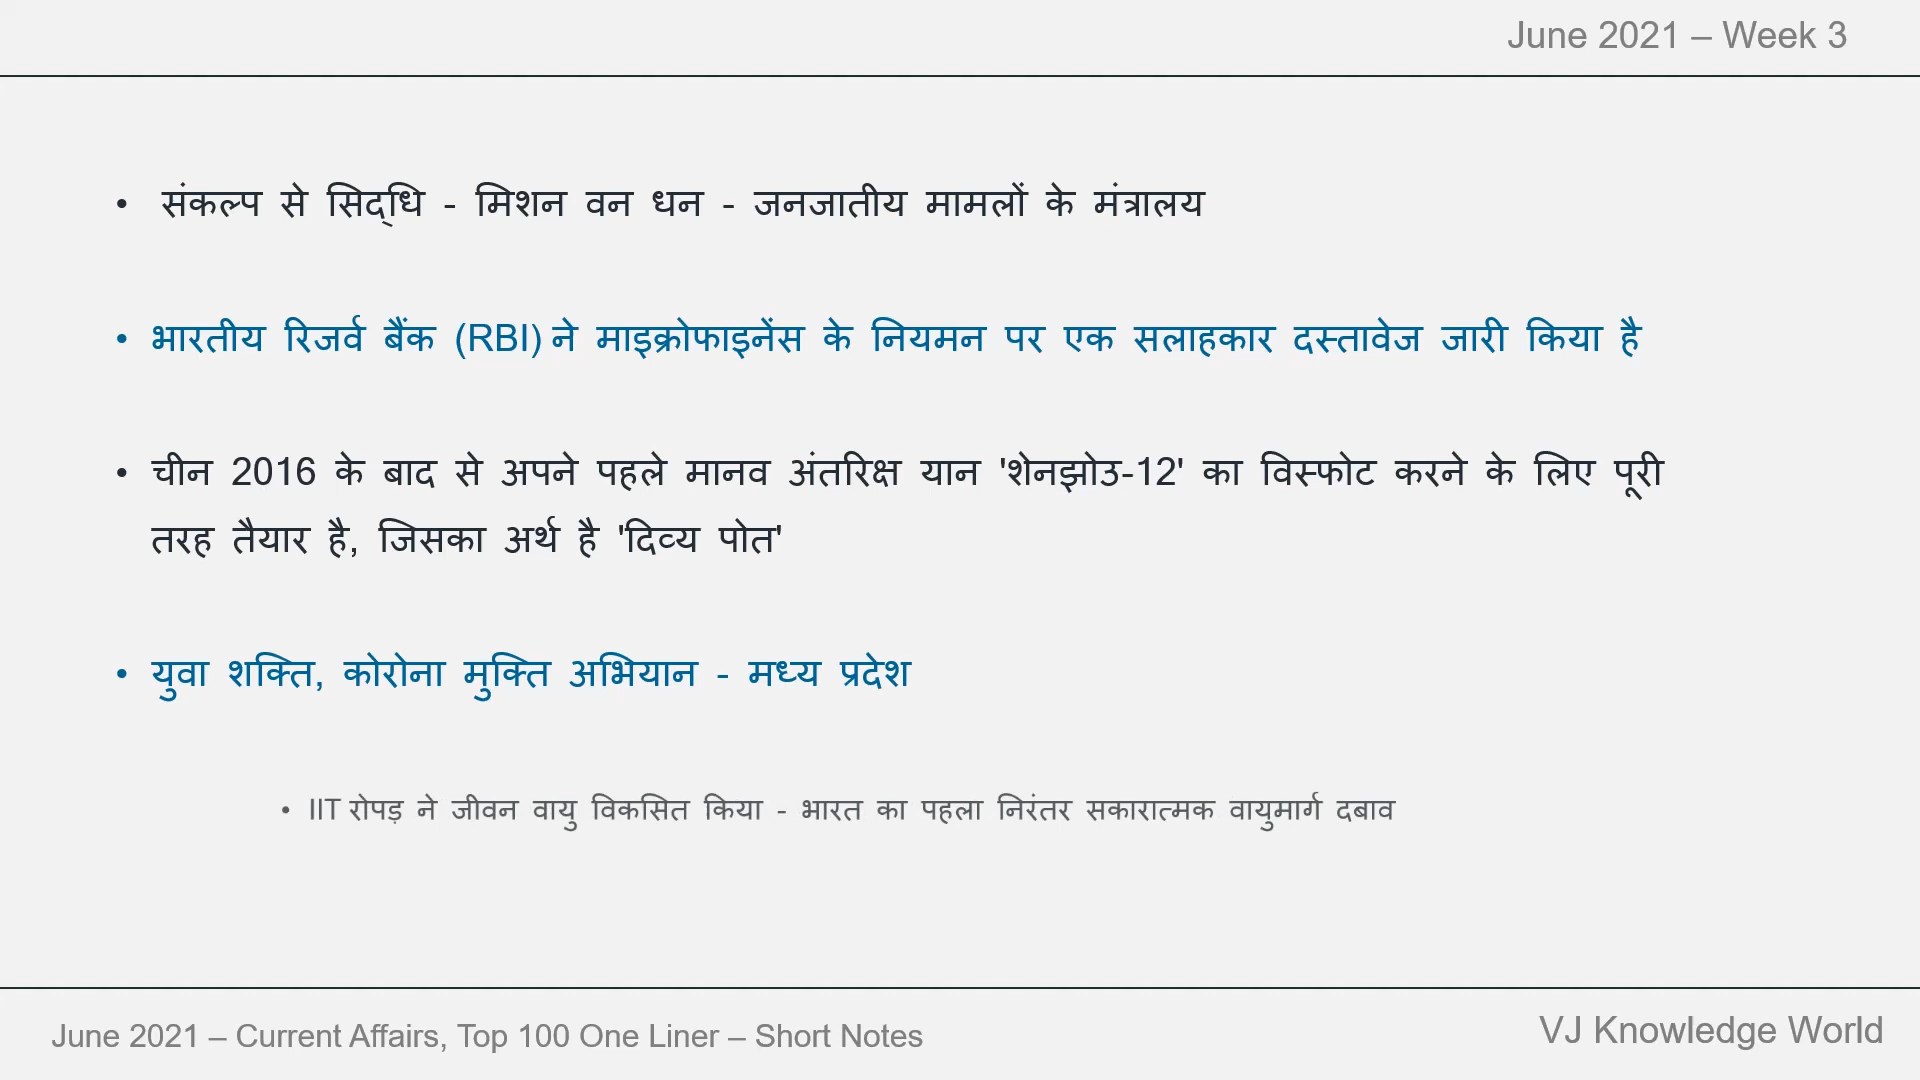 June 2021 – Week 3
• संकल्प से सिद्धि - मिशन वन धन - जनजातीय मामलों के मंत्रालय
• भारतीय रिजर्व बैंक (RBI) ने माइक्रोफाइनेंस के नियमन पर एक सलाहकार दस्तावेज जारी किया है
• चीन 2016 के बाद से अपने पहले मानव अंतरिक्ष यान 'शेनझोउ-12' का विस्फोट करने के लिए पूरी
तरह तैयार है, जिसका अर्थ है 'दिव्य पोत'
• युवा शक्ति, कोरोना मुक्ति अभियान - मध्य प्रदेश
• IIT रोपड़ ने जीवन वायु विकसित किया - भारत का पहला निरंतर सकारात्मक वायुमार्ग दबाव
June 2021 – Current Affairs, Top 100 One Liner – Short Notes
VJ Knowledge World